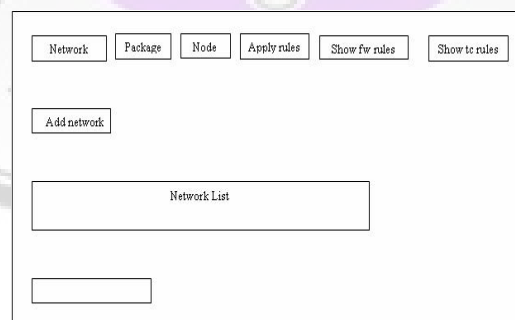 Network Package Node Apply rules Show fw rules Show tc rules
Add network
Network List